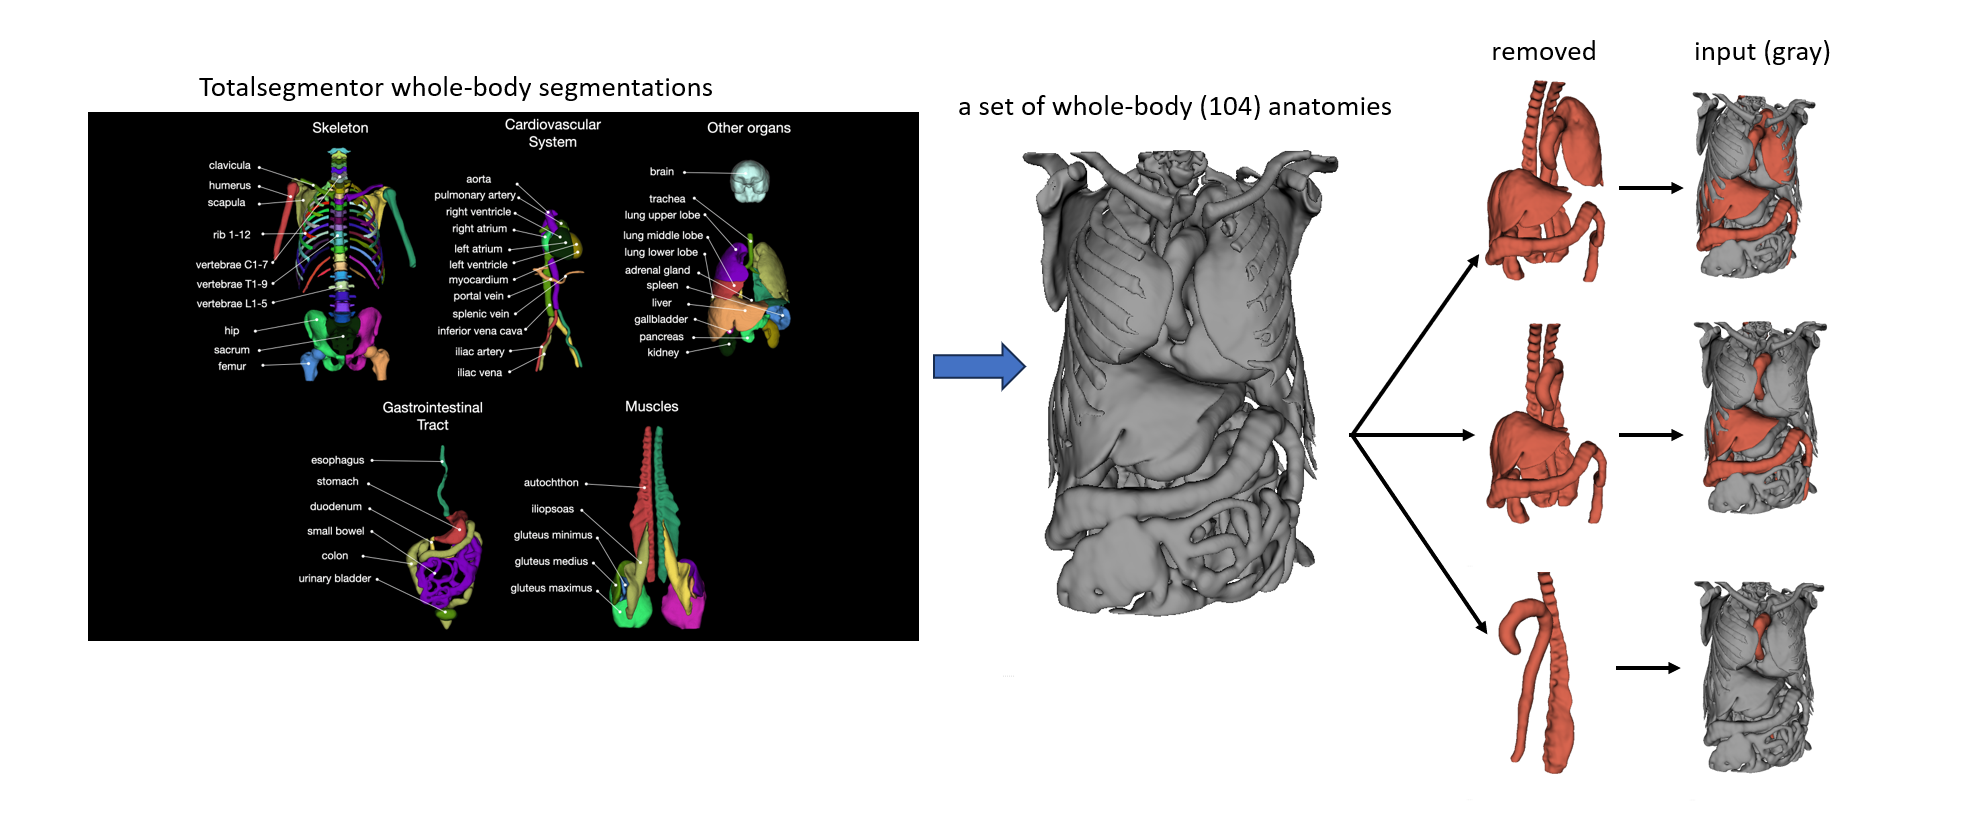 Totalsegmentor whole-body segmentations
Skeleton
clavicula
humerus
scapula
rib 1-12
vertebrae C1-7
vertebrae T1-9
vertebrae L1-5
hip
sacrum
femur
Cardiovascular
System
aorta
pulmonary artery
right ventricle
right atrium
left atrium
left ventricle
myocardium
portal vein
splenic vein
inferior vena cava
iliac artery
iliac vena
Other organs
brain
trachea
lung upper lobe
lung middle lobe
lung lower lobe
adrenal gland
spleen
liver
gallbladder
pancreas
kidney
Gastrointestinal
Tract
esophagus
stomach
duodenum
small bowel
colon
urinary bladder
Muscles
autochthon
iliopsoas
gluteus minimus
gluteus medius
gluteus maximus
a set of whole-body (104) anatomies
removed
input (gray)